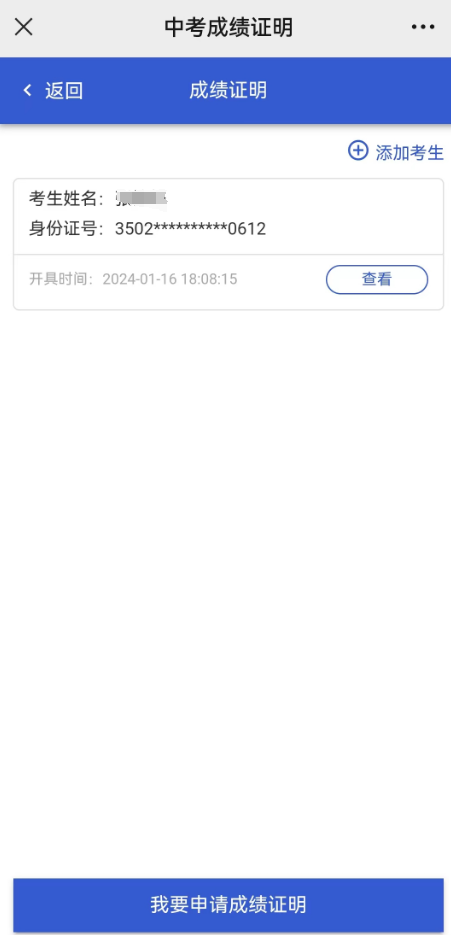 中考成绩证明
返回 成绩证明
添加考生
考生姓名：
身份证号：3502**********0612
开具时间：2024-01-16 18:08:15 查看
我要申请成绩证明